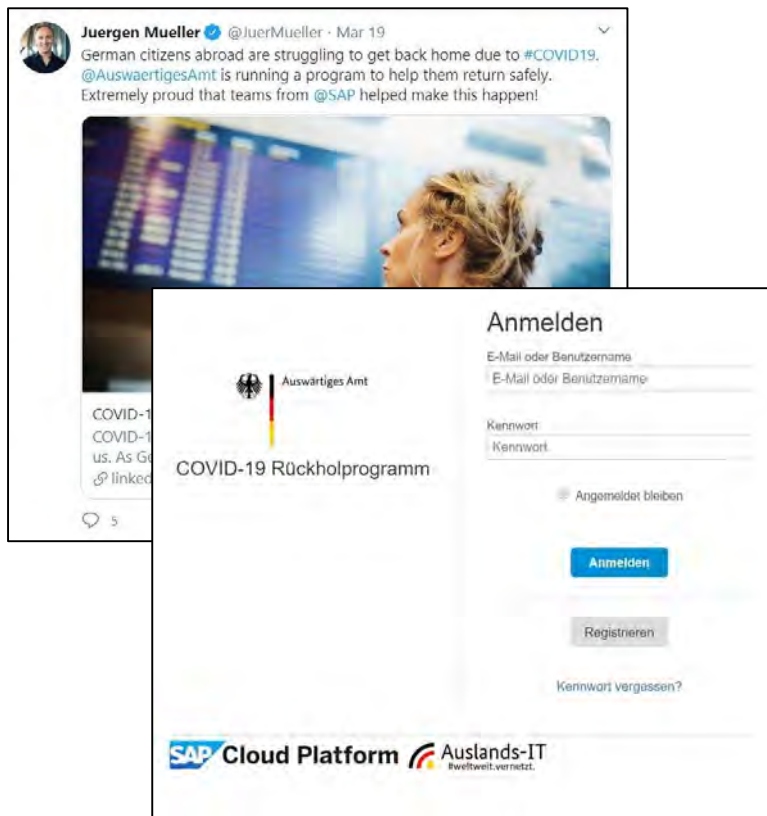 Juergen Mueller @JuerMueller · Mar 19
German citizens abroad are struggling to get back home due to #COVID19.
@AuswaertigesAmt is running a program to help them return safely.
Extremely proud that teams from @SAP helped make this happen!
COVID-1
COVID-1
us. As Ge
linked
5
Auswärtiges Amt
COVID-19 Rückholprogramm
Anmelden
E-Mail oder Benutzername
E-Mail oder Benutzername
Kennwort
Kennwort
Angemeldet bleiben
Anmelden
Registrieren
Kennwort vergessen?
SAP Cloud Platform
Auslands-IT
#weltweit.vernetzt.